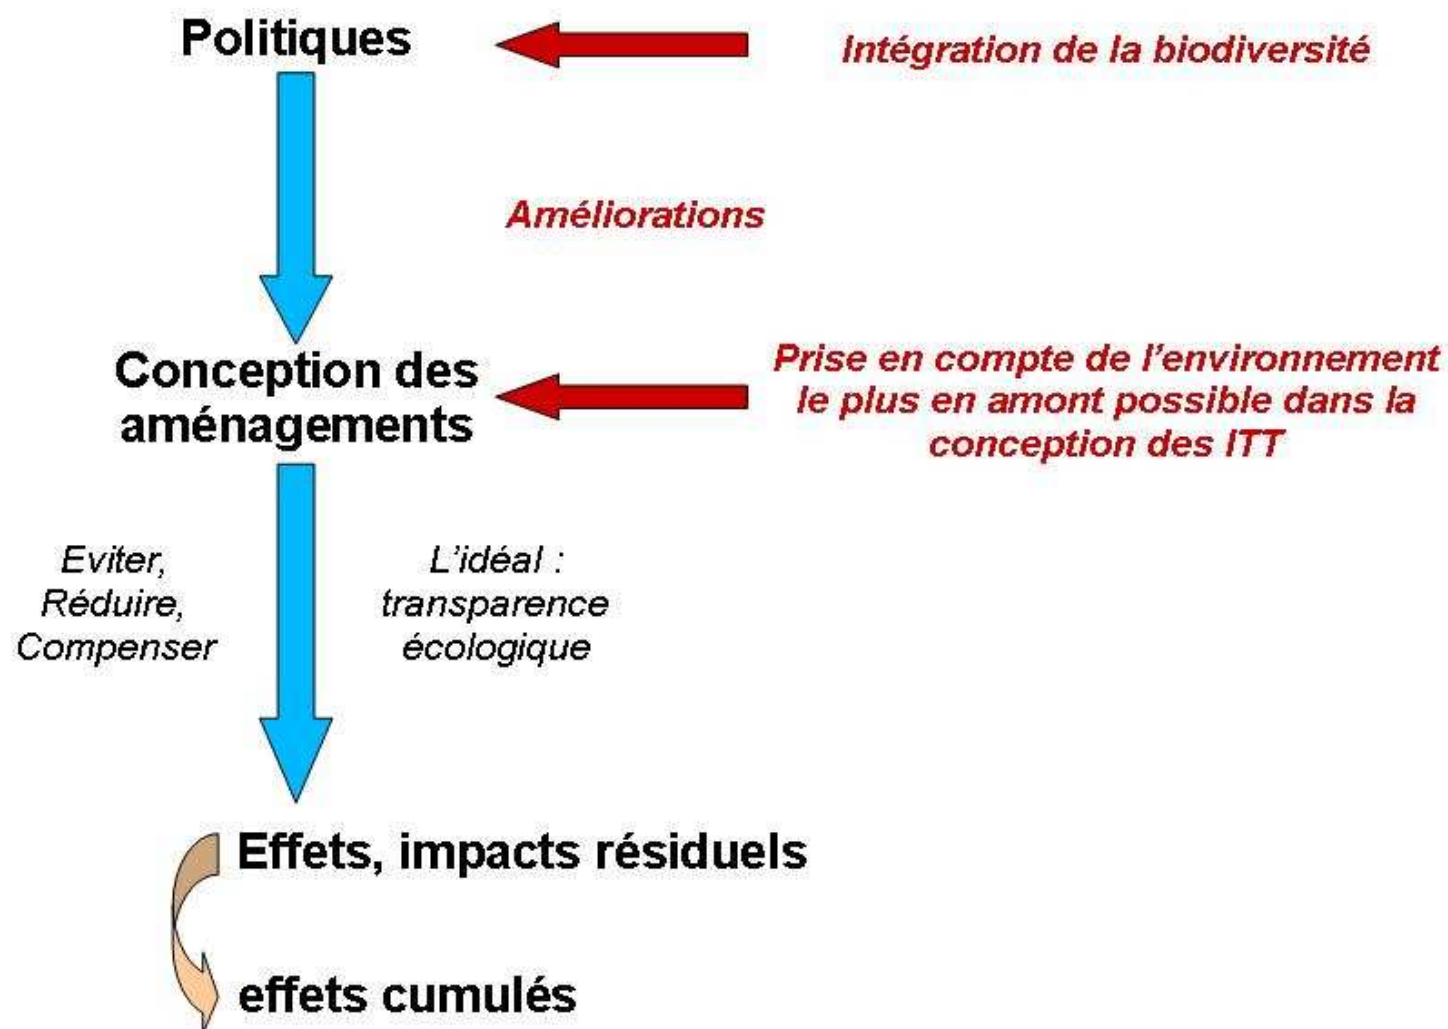 Politiques
Intégration de la biodiversité
Améliorations
Conception des
aménagements
Prise en compte de l'environnement
le plus en amont possible dans la
conception des ITT
Eviter,
Réduire,
Compenser
L'idéal :
transparence
écologique
Effets, impacts résiduels
effets cumulés